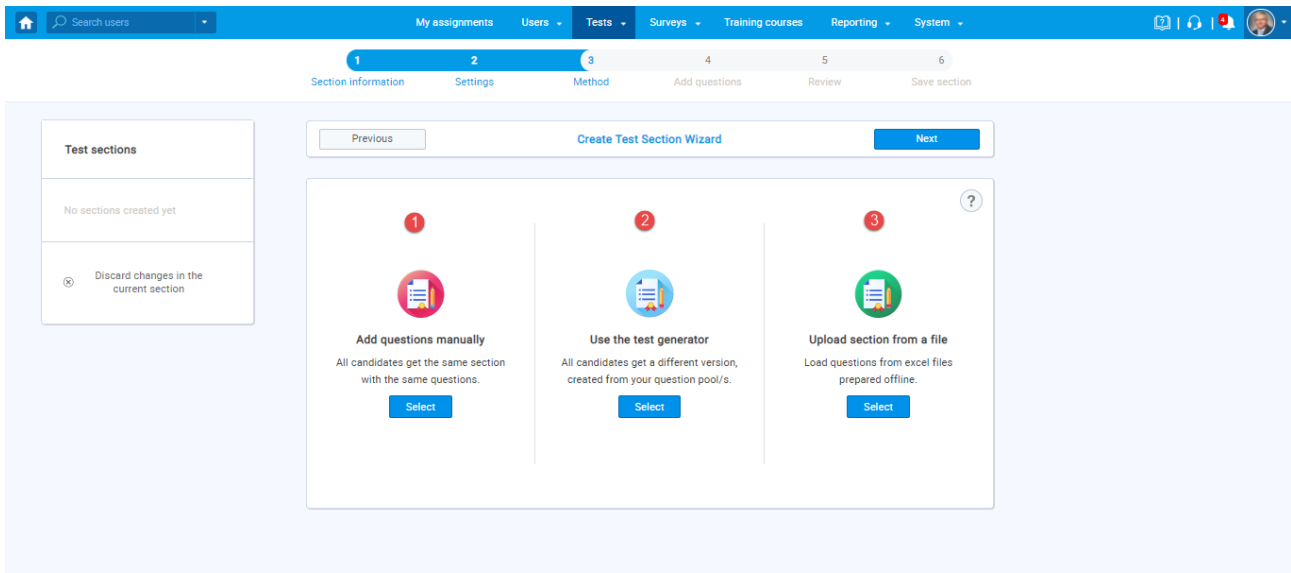 Search users
My assignments
Users
Tests
Surveys
Training courses
Reporting
System
4
1
2
3
4
5
6
Section information
Settings
Method
Add questions
Review
Save section
Test sections
No sections created yet
Discard changes in the
current section
Previous
Create Test Section Wizard
Next
?
1
2
3
Add questions manually
All candidates get the same section
with the same questions.
Select
Use the test generator
All candidates get a different version,
created from your question pool/s.
Select
Upload section from a file
Load questions from excel files
prepared offline.
Select